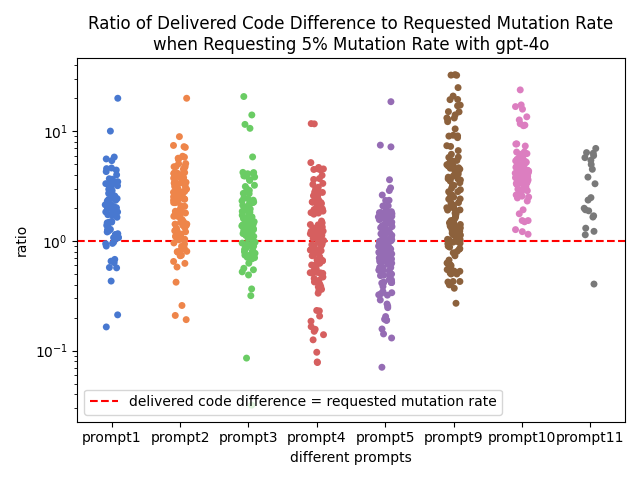 Ratio of Delivered Code Difference to Requested Mutation Rate
when Requesting 5% Mutation Rate with gpt-4o
ratio
10^1
10^0
10^-1
delivered code difference = requested mutation rate
prompt1 prompt2 prompt3 prompt4 prompt5 prompt9 prompt10 prompt11
different prompts